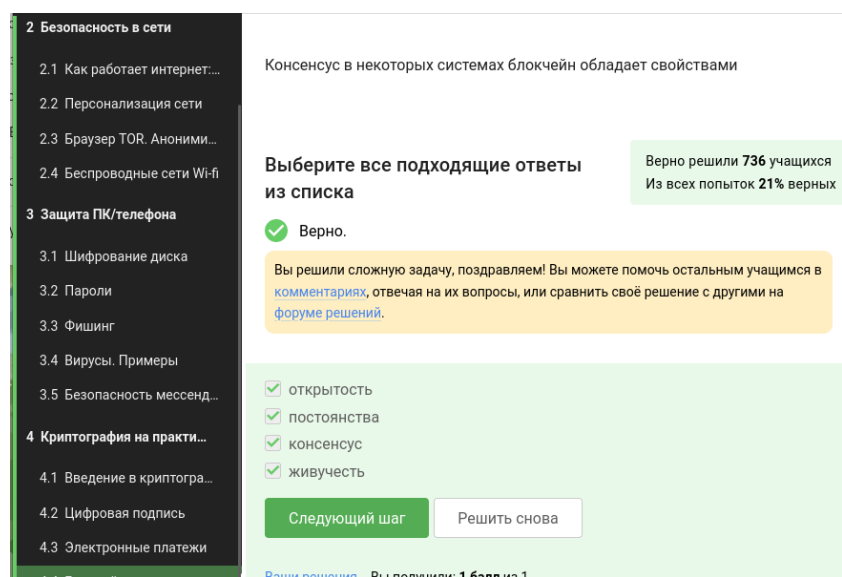 2 Безопасность в сети
2.1 Как работает интернет:...
2.2 Персонализация сети
2.3 Браузер TOR. Аноними...
2.4 Беспроводные сети Wi-fi
3 Защита ПК/телефона
3.1 Шифрование диска
3.2 Пароли
3.3 Фишинг
3.4 Вирусы. Примеры
3.5 Безопасность мессенд...
4 Криптография на практи...
4.1 Введение в криптогра...
4.2 Цифровая подпись
4.3 Электронные платежи
Консенсус в некоторых системах блокчейн обладает свойствами
Выберите все подходящие ответы
из списка
Верно решили 736 учащихся
Из всех попыток 21% верных
Верно.
Вы решили сложную задачу, поздравляем! Вы можете помочь остальным учащимся в
комментариях, отвечая на их вопросы, или сравнить своё решение с другими на
форуме решений.
открытость
постоянства
консенсус
живучесть
Следующий шаг
Решить снова
Ваши решения Вы получили: 1 балл из 1